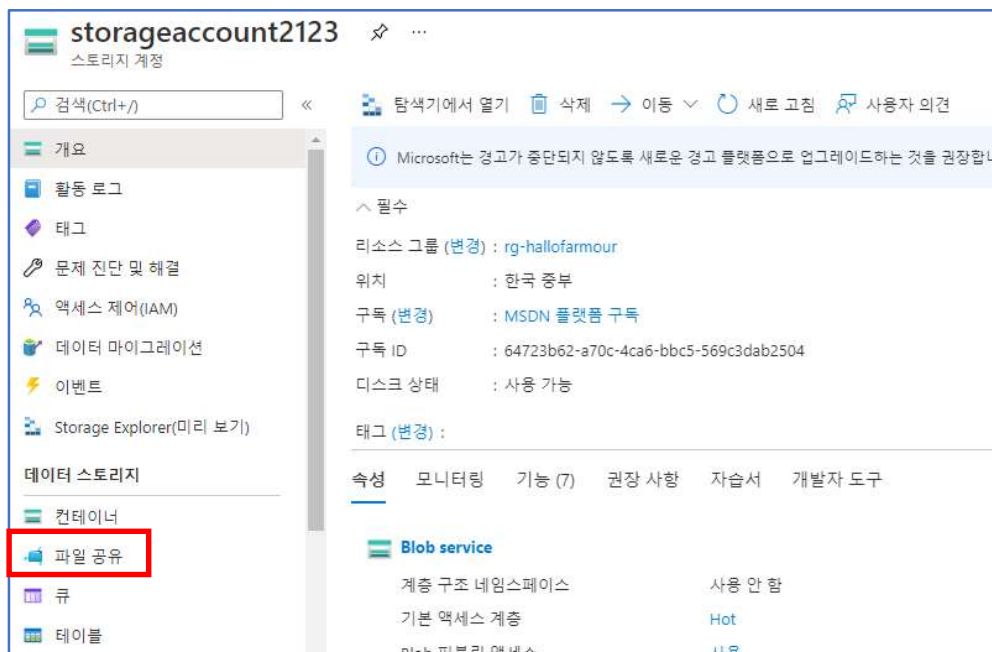 storageaccount2123 ...
스토리지 계정
검색(Ctrl+/) «
탐색기에서 열기 삭제 이동 새로 고침 사용자 의견
개요
활동 로그
태그
문제 진단 및 해결
액세스 제어(IAM)
데이터 마이그레이션
이벤트
Storage Explorer(미리 보기)
데이터 스토리지
컨테이너
파일 공유
큐
테이블
Microsoft는 경고가 중단되지 않도록 새로운 경고 플랫폼으로 업그레이드하는 것을 권장합니
필수
리소스 그룹 (변경) : rg-hallofarmour
위치 : 한국 중부
구독 (변경) : MSDN 플랫폼 구독
구독 ID : 64723b62-a70c-4ca6-bbc5-569c3dab2504
디스크 상태 : 사용 가능
태그 (변경) :
속성 모니터링 기능 (7) 권장 사항 자습서 개발자 도구
Blob service
계층 구조 네임스페이스 사용 안 함
기본 액세스 계층 Hot
Blob 퍼블릭 액세스 사용